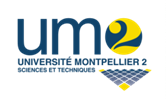 um2
UNIVERSITÉ MONTPELLIER 2
SCIENCES ET TECHNIQUES